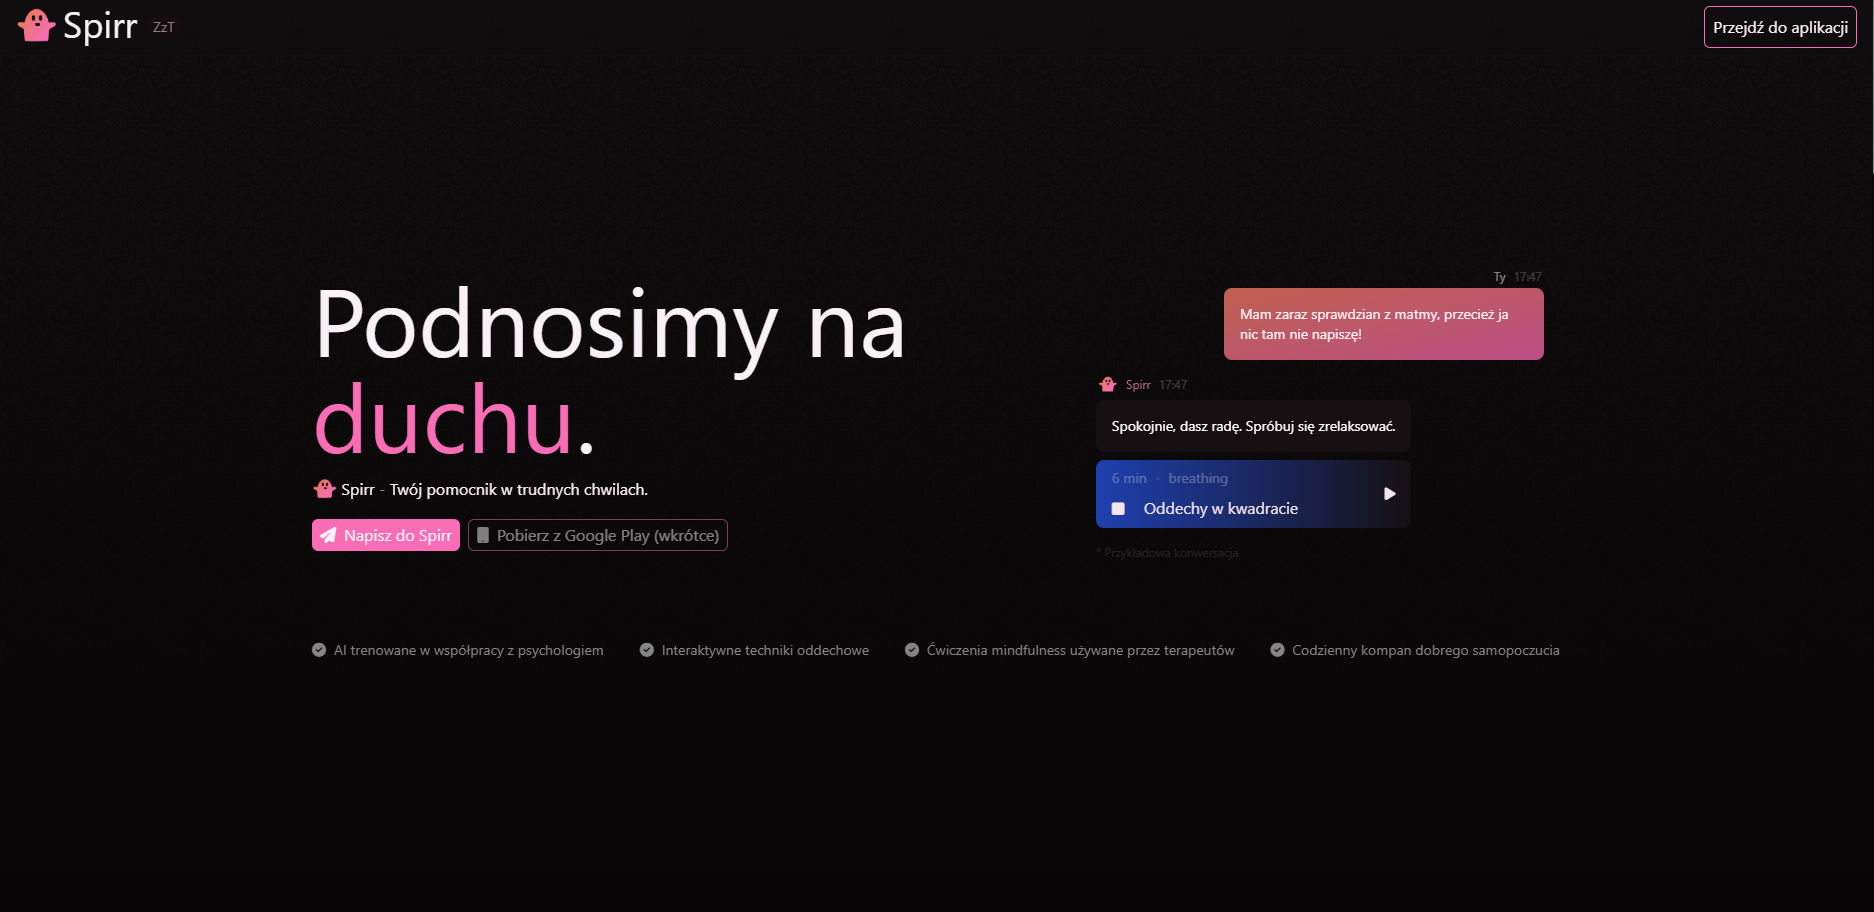 Spirr ZzT
Przejdź do aplikacji
Podnosimy na
duchu.
Spirr - Twój pomocnik w trudnych chwilach.
Napisz do Spirr
Pobierz z Google Play (wkrótce)
Ty 17:47
Mam zaraz sprawdzian z matmy, przecież ja
nic tam nie napiszę!
Spirr 17:47
Spokojnie, dasz radę. Spróbuj się zrelaksować.
6 min - breathing
Oddechy w kwadracie
* Przykładowa konwersacja
AI trenowane w współpracy z psychologiem
Interaktywne techniki oddechowe
Ćwiczenia mindfulness używane przez terapeutów
Codzienny kompan dobrego samopoczucia